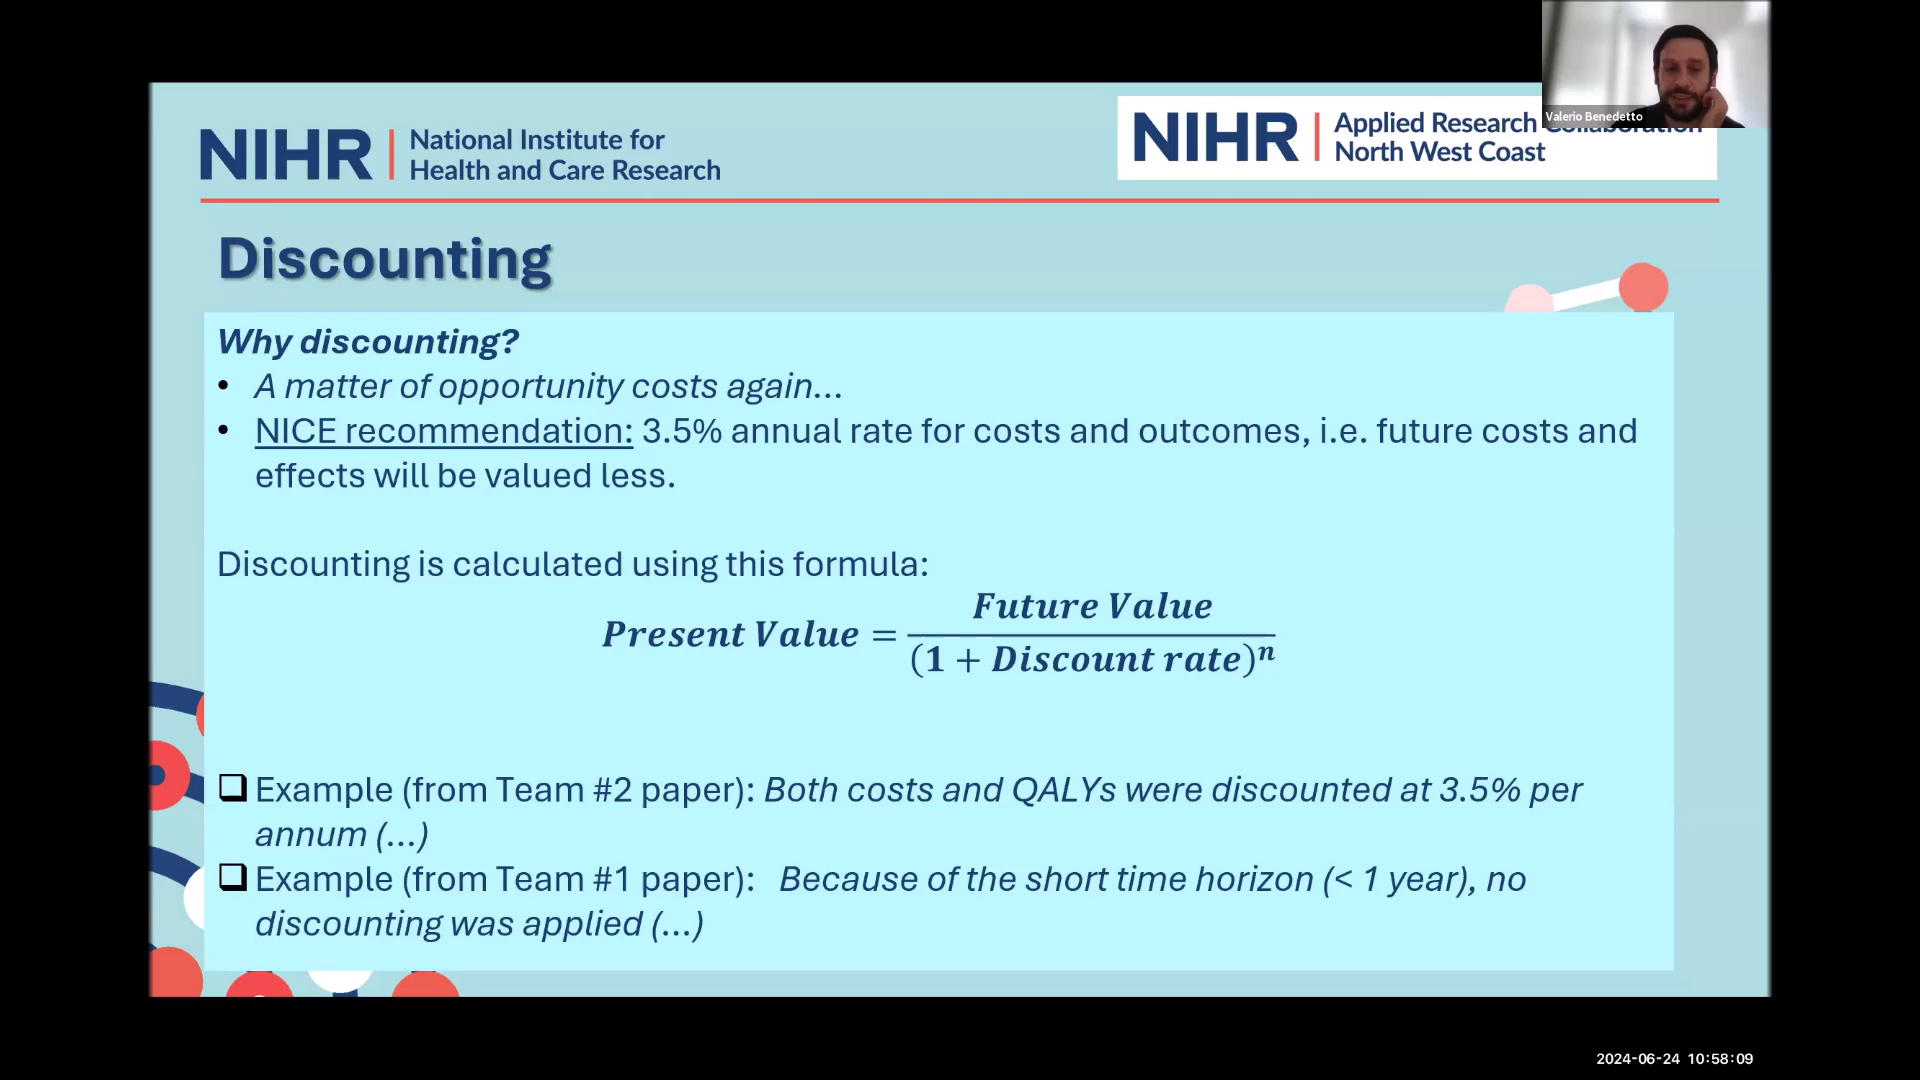 NIHR | National Institute for
Health and Care Research
NIHR | Applied Research Collaboration
North West Coast
Valerio Benedetto
Discounting
Why discounting?
• A matter of opportunity costs again...
• NICE recommendation: 3.5% annual rate for costs and outcomes, i.e. future costs and
effects will be valued less.
Discounting is calculated using this formula:
Present Value = Future Value / (1 + Discount rate)^n
❑ Example (from Team #2 paper): Both costs and QALYs were discounted at 3.5% per
annum (...)
❑ Example (from Team #1 paper): Because of the short time horizon (< 1 year), no
discounting was applied (...)
2024-06-24 10:58:09